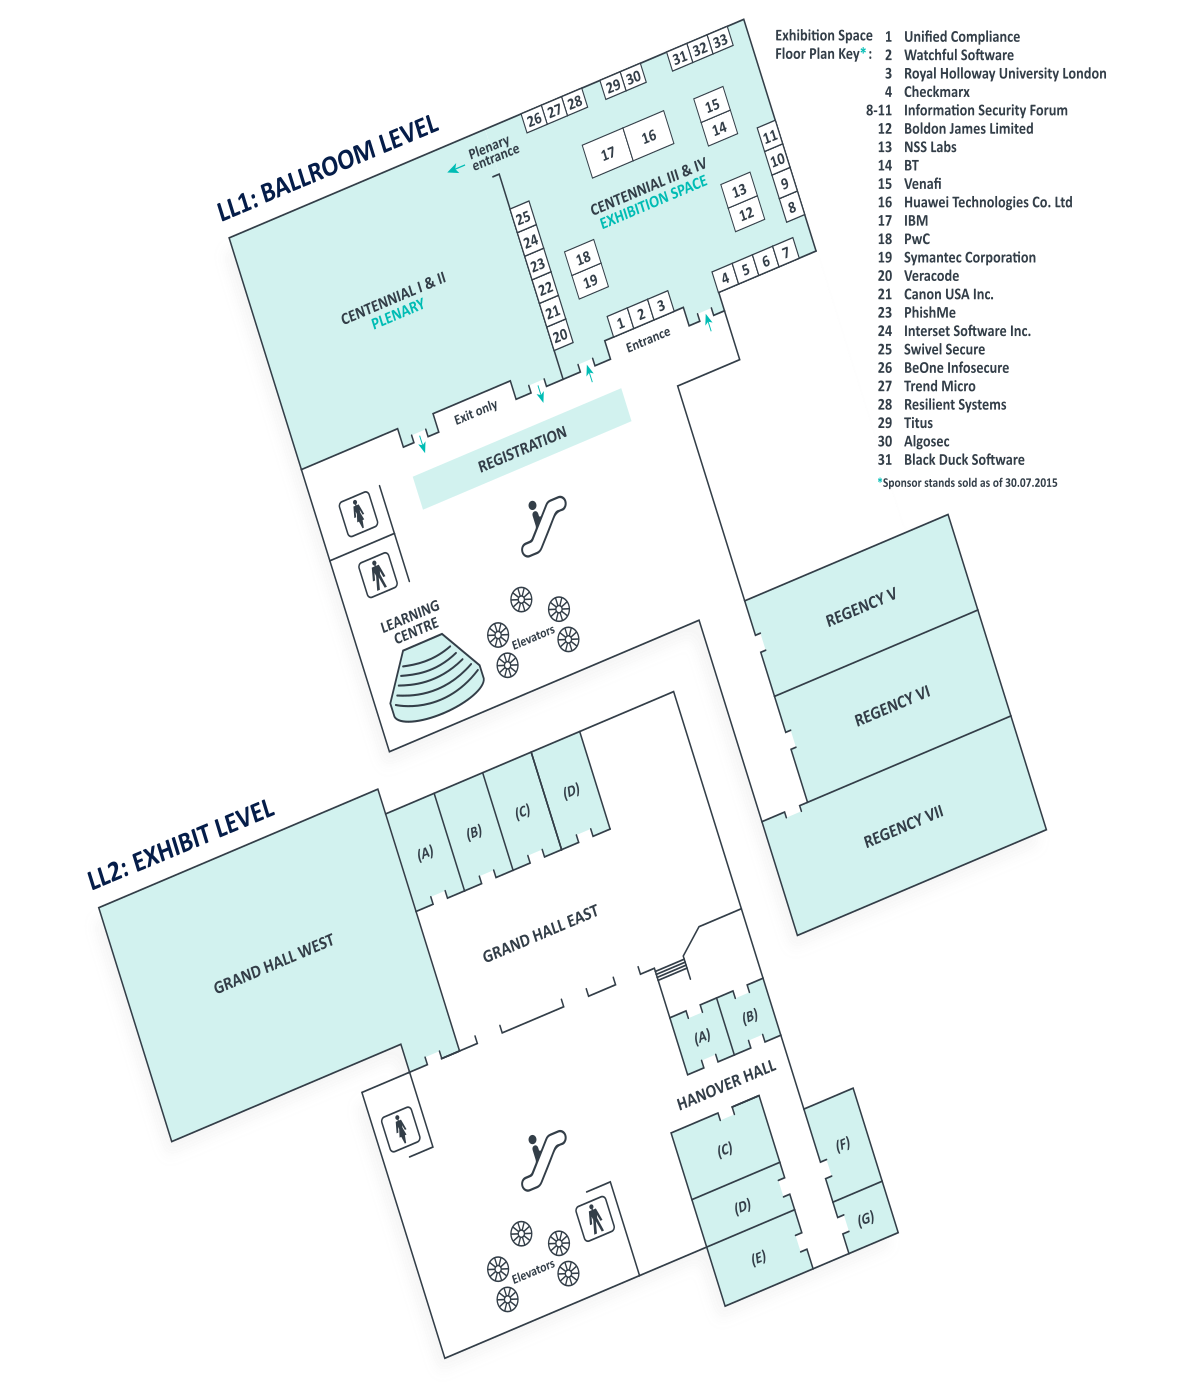 Exhibition Space
Floor Plan Key*:
1 Unified Compliance
2 Watchful Software
3 Royal Holloway University London
4 Checkmarx
8-11 Information Security Forum
12 Boldon James Limited
13 NSS Labs
14 BT
15 Venafi
16 Huawei Technologies Co. Ltd
17 IBM
18 PwC
19 Symantec Corporation
20 Veracode
21 Canon USA Inc.
23 PhishMe
24 Interset Software Inc.
25 Swivel Secure
26 BeOne Infosecure
27 Trend Micro
28 Resilient Systems
29 Titus
30 Algosec
31 Black Duck Software
*Sponsor stands sold as of 30.07.2015
LL1: BALLROOM LEVEL
Plenary
entrance
26 27 28
29 30
31 32 33
17 16
15
14
11
10
9
8
13
12
CENTENNIAL III & IV
EXHIBITION SPACE
25
24
23
22
21
20
18
19
4 5 6 7
1 2 3
Entrance
CENTENNIAL I & II
PLENARY
Exit only
REGISTRATION
LEARNING
CENTRE
Elevators
REGENCY V
REGENCY VI
REGENCY VII
LL2: EXHIBIT LEVEL
(A)
(B)
(C)
(D)
GRAND HALL WEST
GRAND HALL EAST
(A)
(B)
HANOVER HALL
(C)
(D)
(E)
(F)
(G)
Elevators